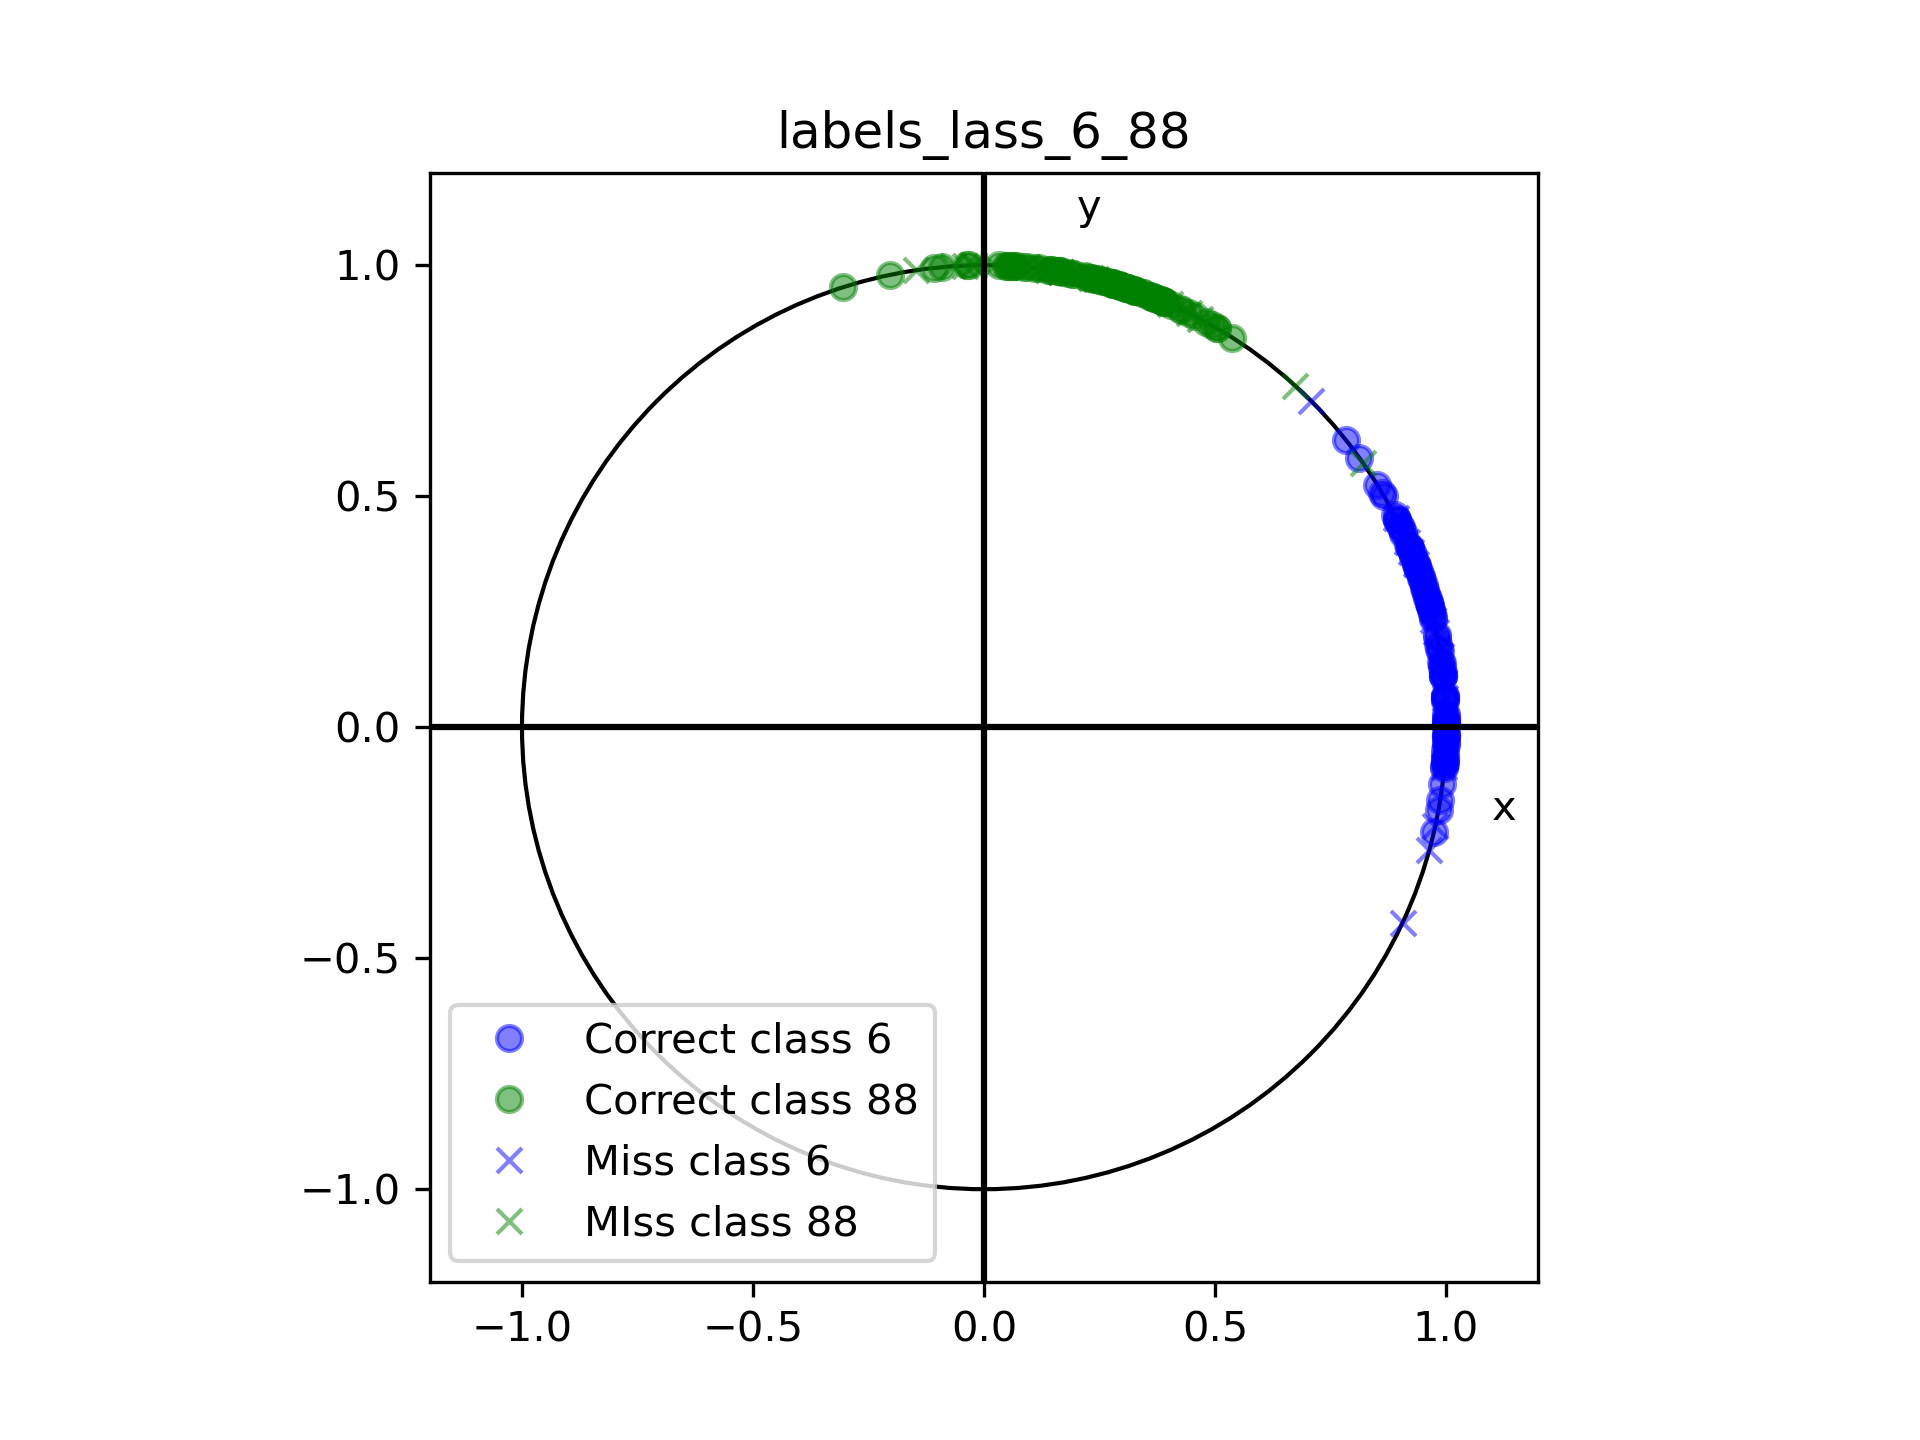 labels_lass_6_88
y
1.0
0.5
0.0
x
−0.5
−1.0
Correct class 6
Correct class 88
Miss class 6
MIss class 88
−1.0 −0.5 0.0 0.5 1.0